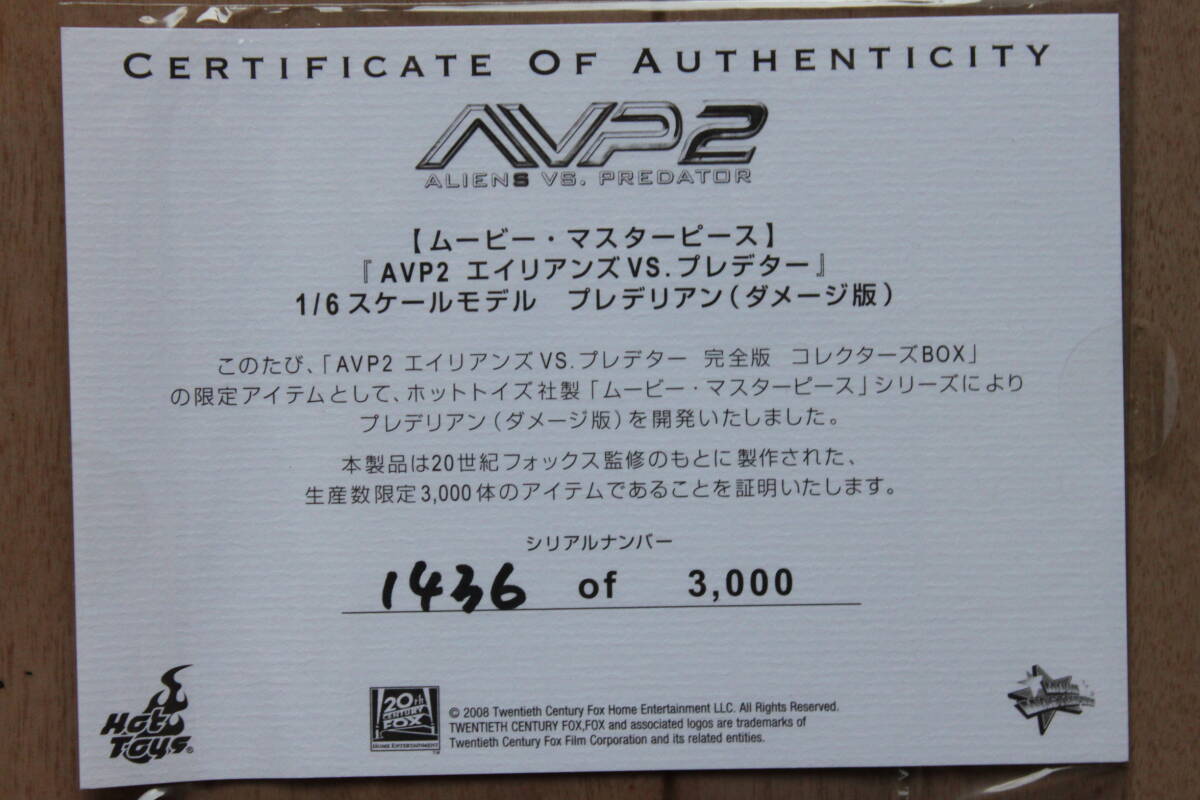 CERTIFICATE OF AUTHENTICITY
AVP2
ALIENS VS. PREDATOR
【ムービー・マスターピース】
『AVP2 エイリアンズVS.プレデター』
1/6スケールモデル　プレデリアン(ダメージ版)
このたび、「AVP2 エイリアンズVS.プレデター 完全版 コレクターズBOX」
の限定アイテムとして、ホットトイズ社製「ムービー・マスターピース」シリーズにより
プレデリアン(ダメージ版)を開発いたしました。
本製品は20世紀フォックス監修のもとに製作された、
生産数限定3,000体のアイテムであることを証明いたします。
シリアルナンバー
1436 of 3,000
Hot
Toys®
20th
CENTURY
FOX
HOME ENTERTAINMENT
™
© 2008 Twentieth Century Fox Home Entertainment LLC. All Rights Reserved.
TWENTIETH CENTURY FOX,FOX and associated logos are trademarks of
Twentieth Century Fox Film Corporation and its related entities.
Movie
Masterpiece